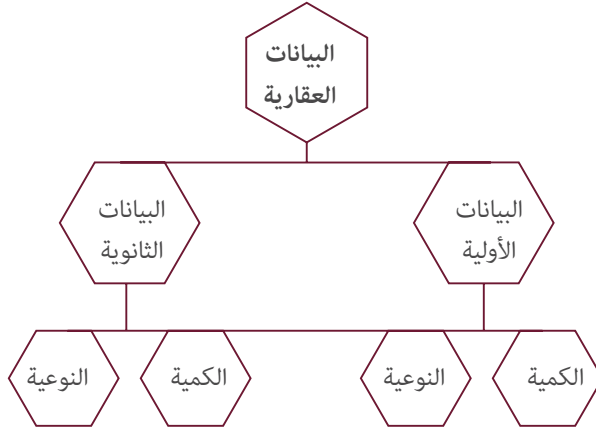 البيانات
العقارية
البيانات
الأولية
البيانات
الثانوية
الكمية
النوعية
الكمية
النوعية